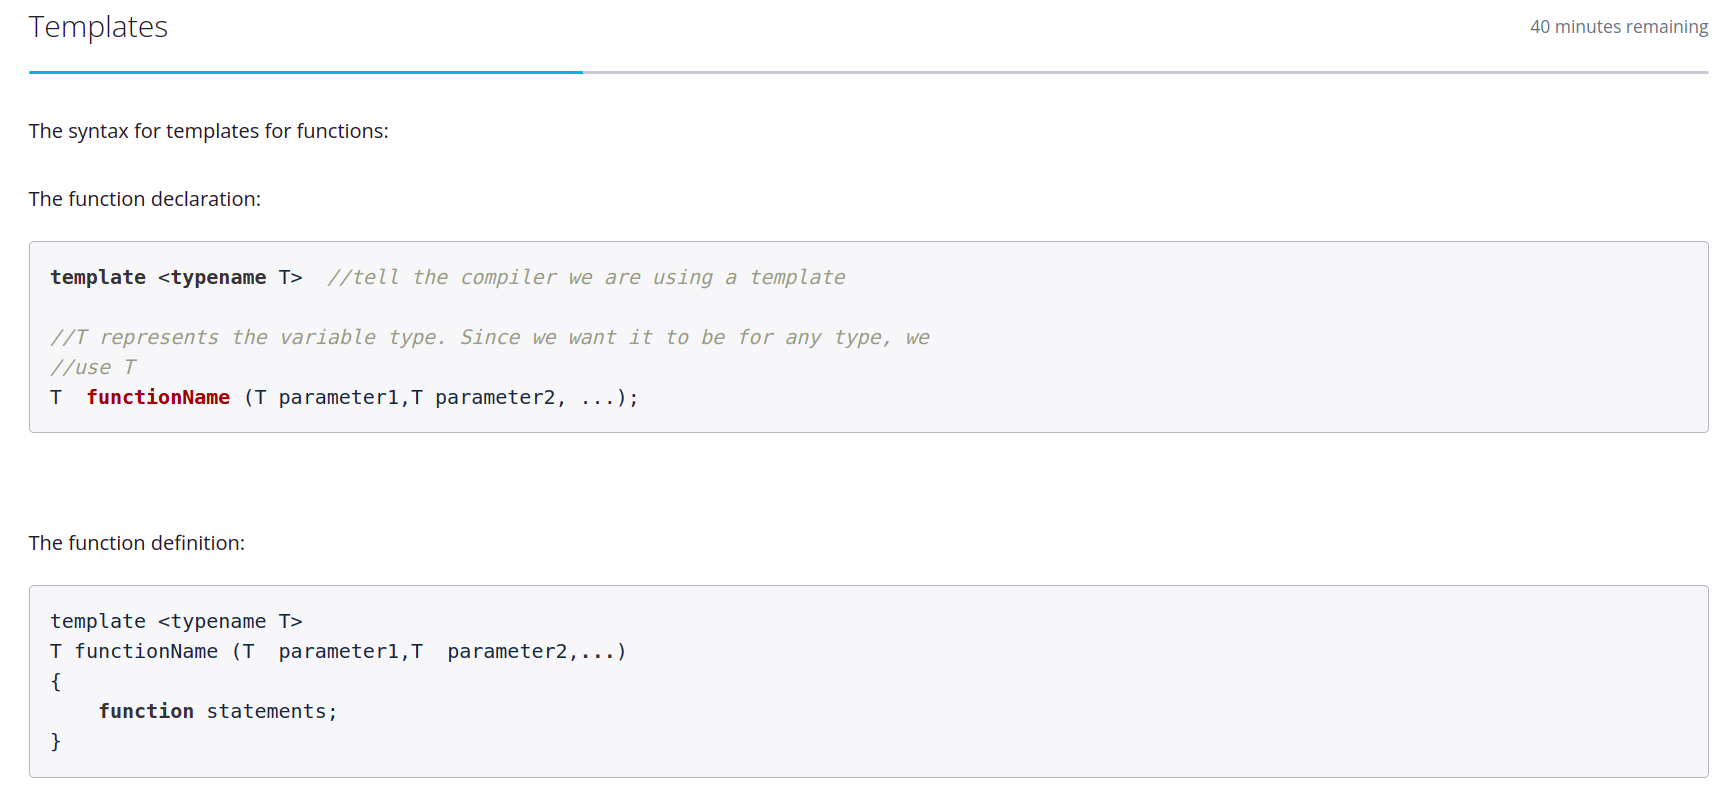 Templates
40 minutes remaining
The syntax for templates for functions:
The function declaration:
template <typename T>  //tell the compiler we are using a template
//T represents the variable type. Since we want it to be for any type, we
//use T
T  functionName (T parameter1,T parameter2, ...);
The function definition:
template <typename T>
T functionName (T  parameter1,T  parameter2,...)
{
    function statements;
}